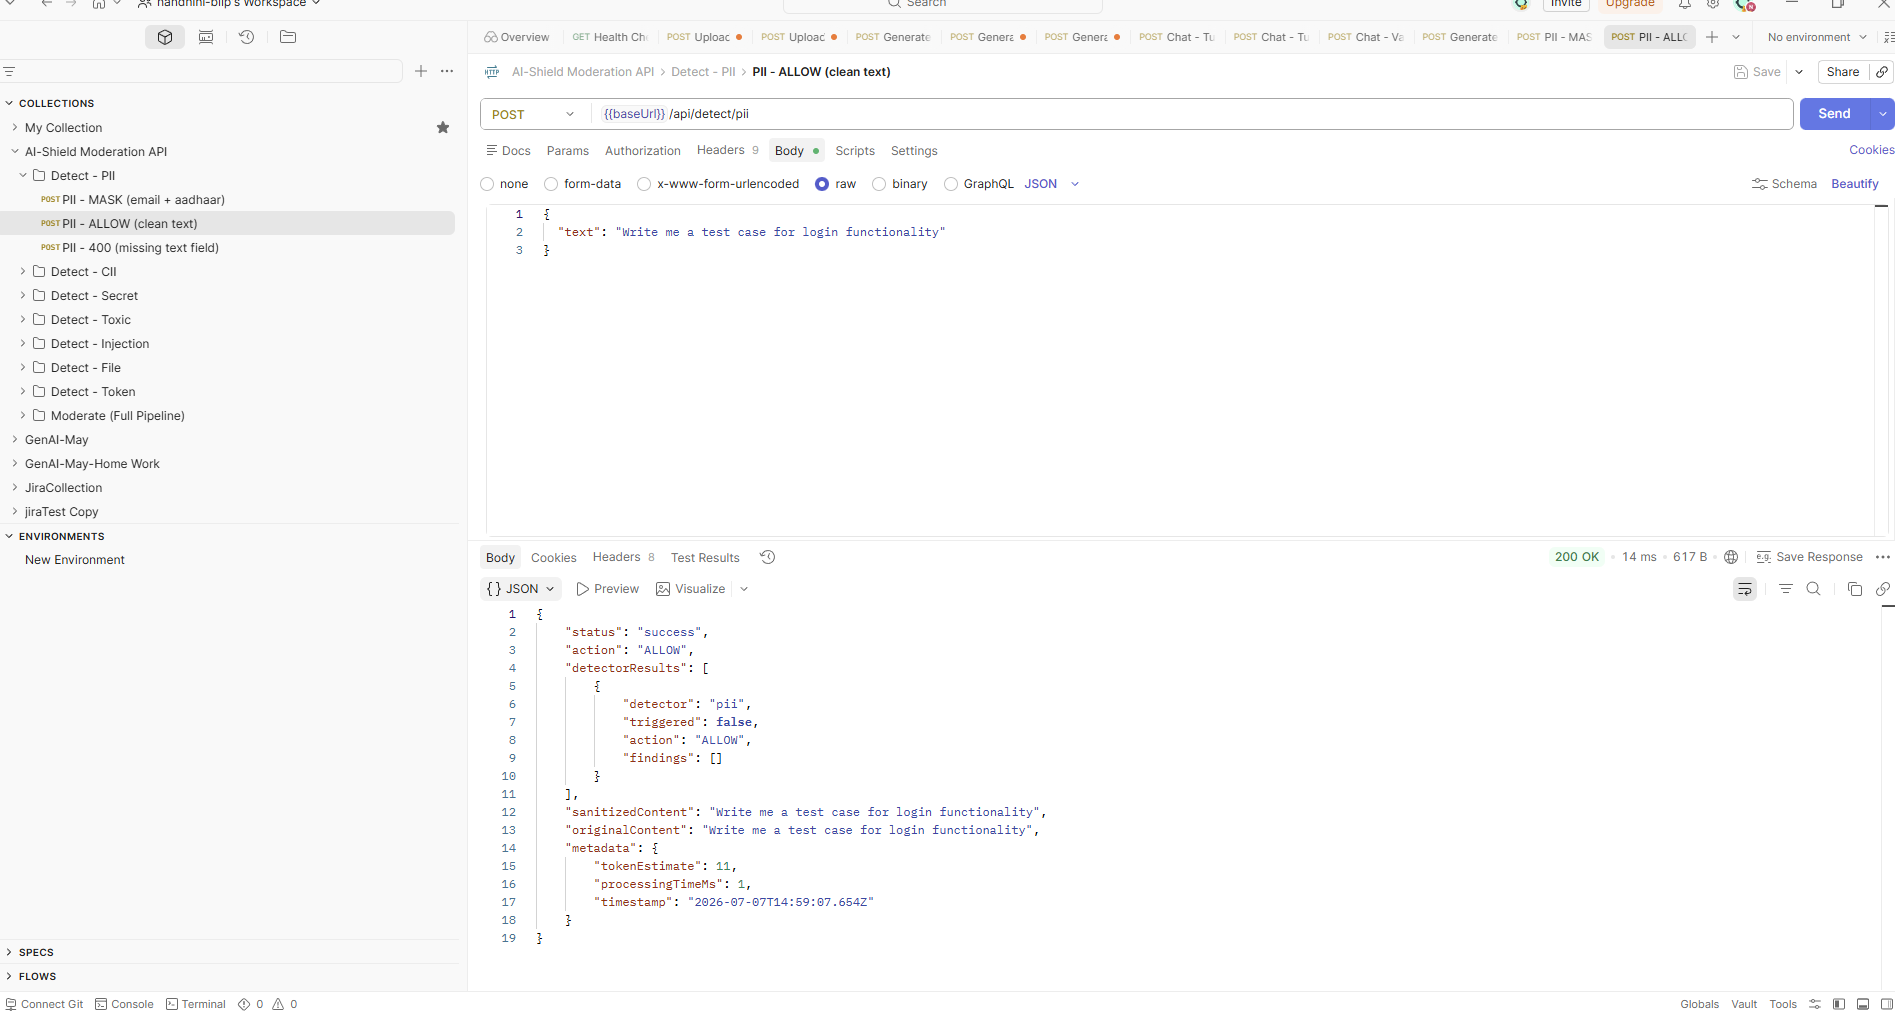 nandhini-blip's Workspace
Search
Invite
Upgrade
Overview
GET Health Ch
POST Upload
POST Upload
POST Generate
POST Genera
POST Genera
POST Chat - Tu
POST Chat - Tu
POST Chat - Va
POST Generate
POST PII - MAS
POST PII - ALL
No environment
AI-Shield Moderation API > Detect - PII > PII - ALLOW (clean text)
Save
Share
COLLECTIONS
My Collection
AI-Shield Moderation API
Detect - PII
POST PII - MASK (email + aadhaar)
POST PII - ALLOW (clean text)
POST PII - 400 (missing text field)
Detect - CII
Detect - Secret
Detect - Toxic
Detect - Injection
Detect - File
Detect - Token
Moderate (Full Pipeline)
GenAI-May
GenAI-May-Home Work
JiraCollection
jiraTest Copy
ENVIRONMENTS
New Environment
SPECS
FLOWS
HTTP
POST
{{baseUrl}} /api/detect/pii
Send
Docs Params Authorization Headers 9 Body Scripts Settings
Cookies
none form-data x-www-form-urlencoded raw binary GraphQL JSON
Schema Beautify
1 {
2 "text": "Write me a test case for login functionality"
3 }
Body Cookies Headers 8 Test Results
200 OK • 14 ms • 617 B
e.g. Save Response
{} JSON Preview Visualize
1 {
2 "status": "success",
3 "action": "ALLOW",
4 "detectorResults": [
5 {
6 "detector": "pii",
7 "triggered": false,
8 "action": "ALLOW",
9 "findings": []
10 }
11 ],
12 "sanitizedContent": "Write me a test case for login functionality",
13 "originalContent": "Write me a test case for login functionality",
14 "metadata": {
15 "tokenEstimate": 11,
16 "processingTimeMs": 1,
17 "timestamp": "2026-07-07T14:59:07.654Z"
18 }
19 }
Connect Git Console Terminal 0 0
Globals Vault Tools